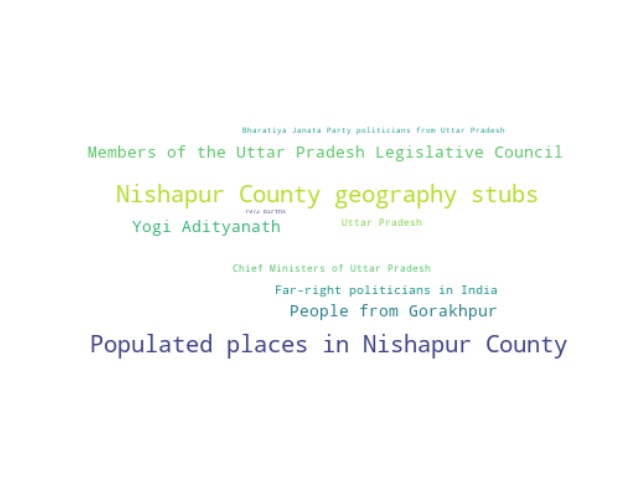 Bharatiya Janata Party politicians from Uttar Pradesh
Members of the Uttar Pradesh Legislative Council
Nishapur County geography stubs
1972 births
Yogi Adityanath
Uttar Pradesh
Chief Ministers of Uttar Pradesh
Far-right politicians in India
People from Gorakhpur
Populated places in Nishapur County